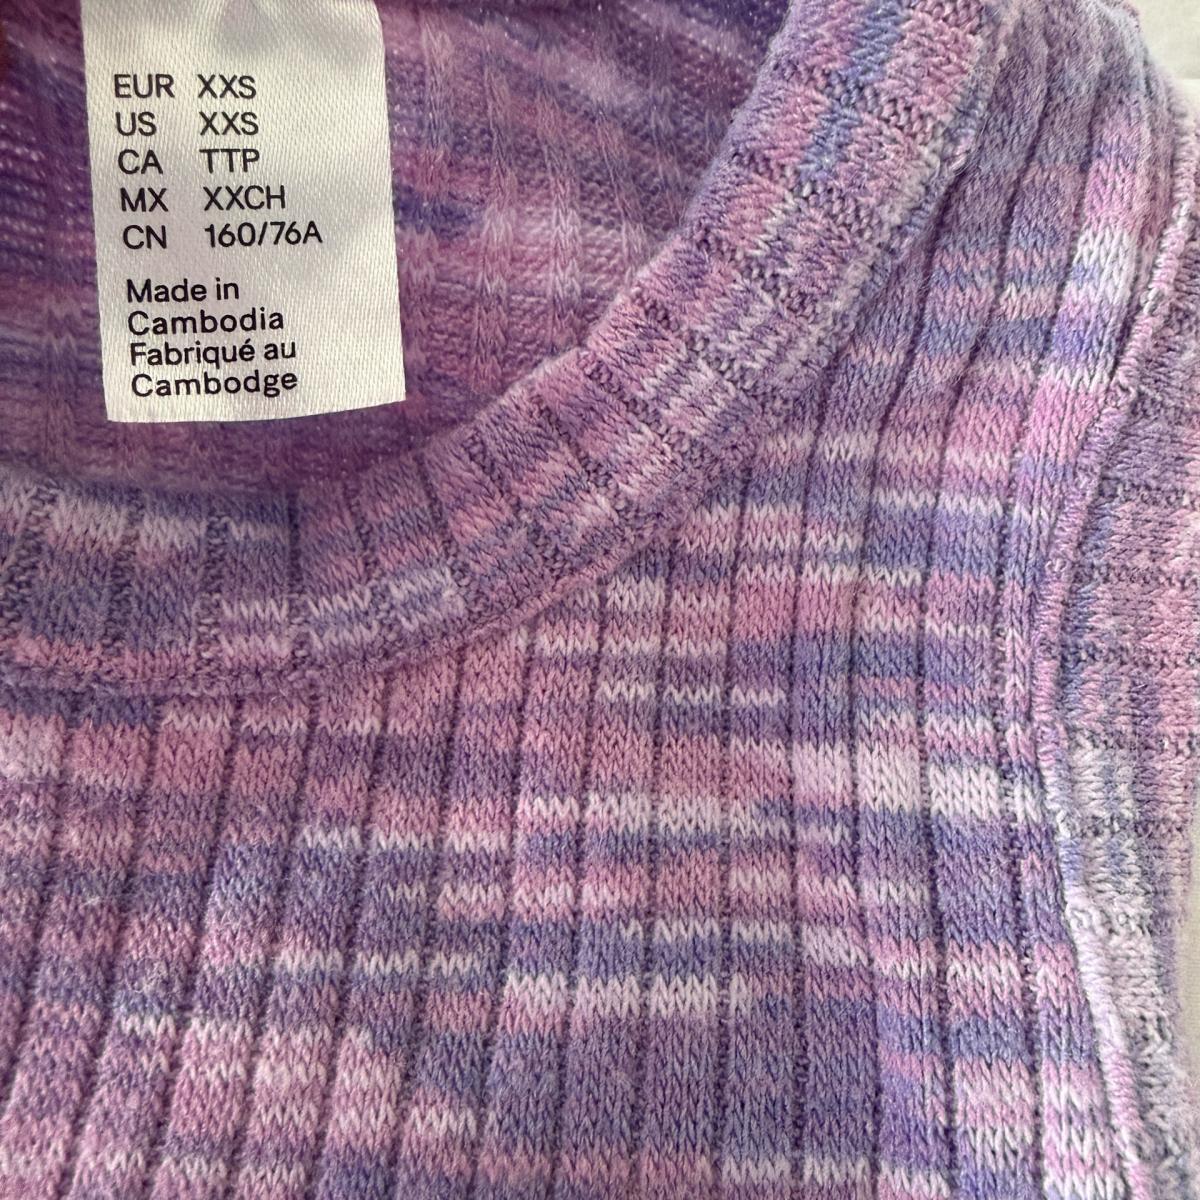 EUR XXS
US XXS
CA TTP
MX XXCH
CN 160/76A
Made in
Cambodia
Fabriqué au
Cambodge